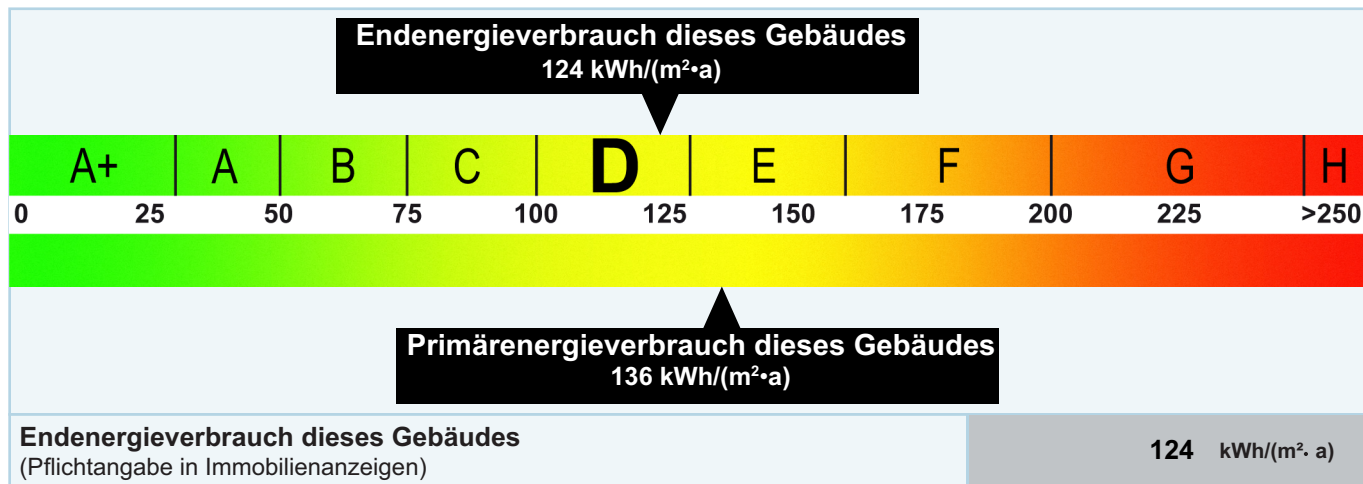 Endenergieverbrauch dieses Gebäudes
124 kWh/(m²•a)
A+ A B C D E F G H
0 25 50 75 100 125 150 175 200 225 >250
Primärenergieverbrauch dieses Gebäudes
136 kWh/(m²•a)
Endenergieverbrauch dieses Gebäudes
(Pflichtangabe in Immobilienanzeigen)
124 kWh/(m²· a)